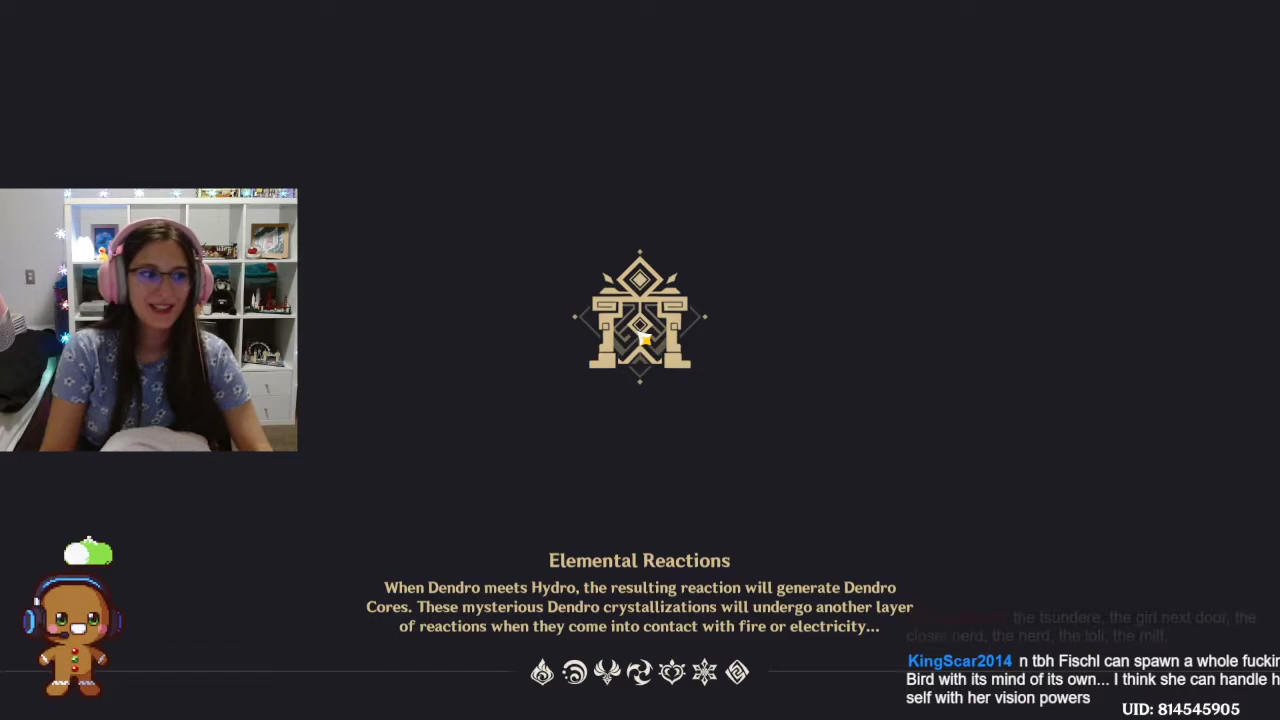 Elemental Reactions
When Dendro meets Hydro, the resulting reaction will generate Dendro
Cores. These mysterious Dendro crystallizations will undergo another layer
of reactions when they come into contact with fire or electricity...
the tsundere, the girl next door, the
closet nerd, the nerd, the loli, the milf,
KingScar2014 n tbh Fischl can spawn a whole fuckin
Bird with its mind of its own... I think she can handle h
self with her vision powers
UID: 814545905